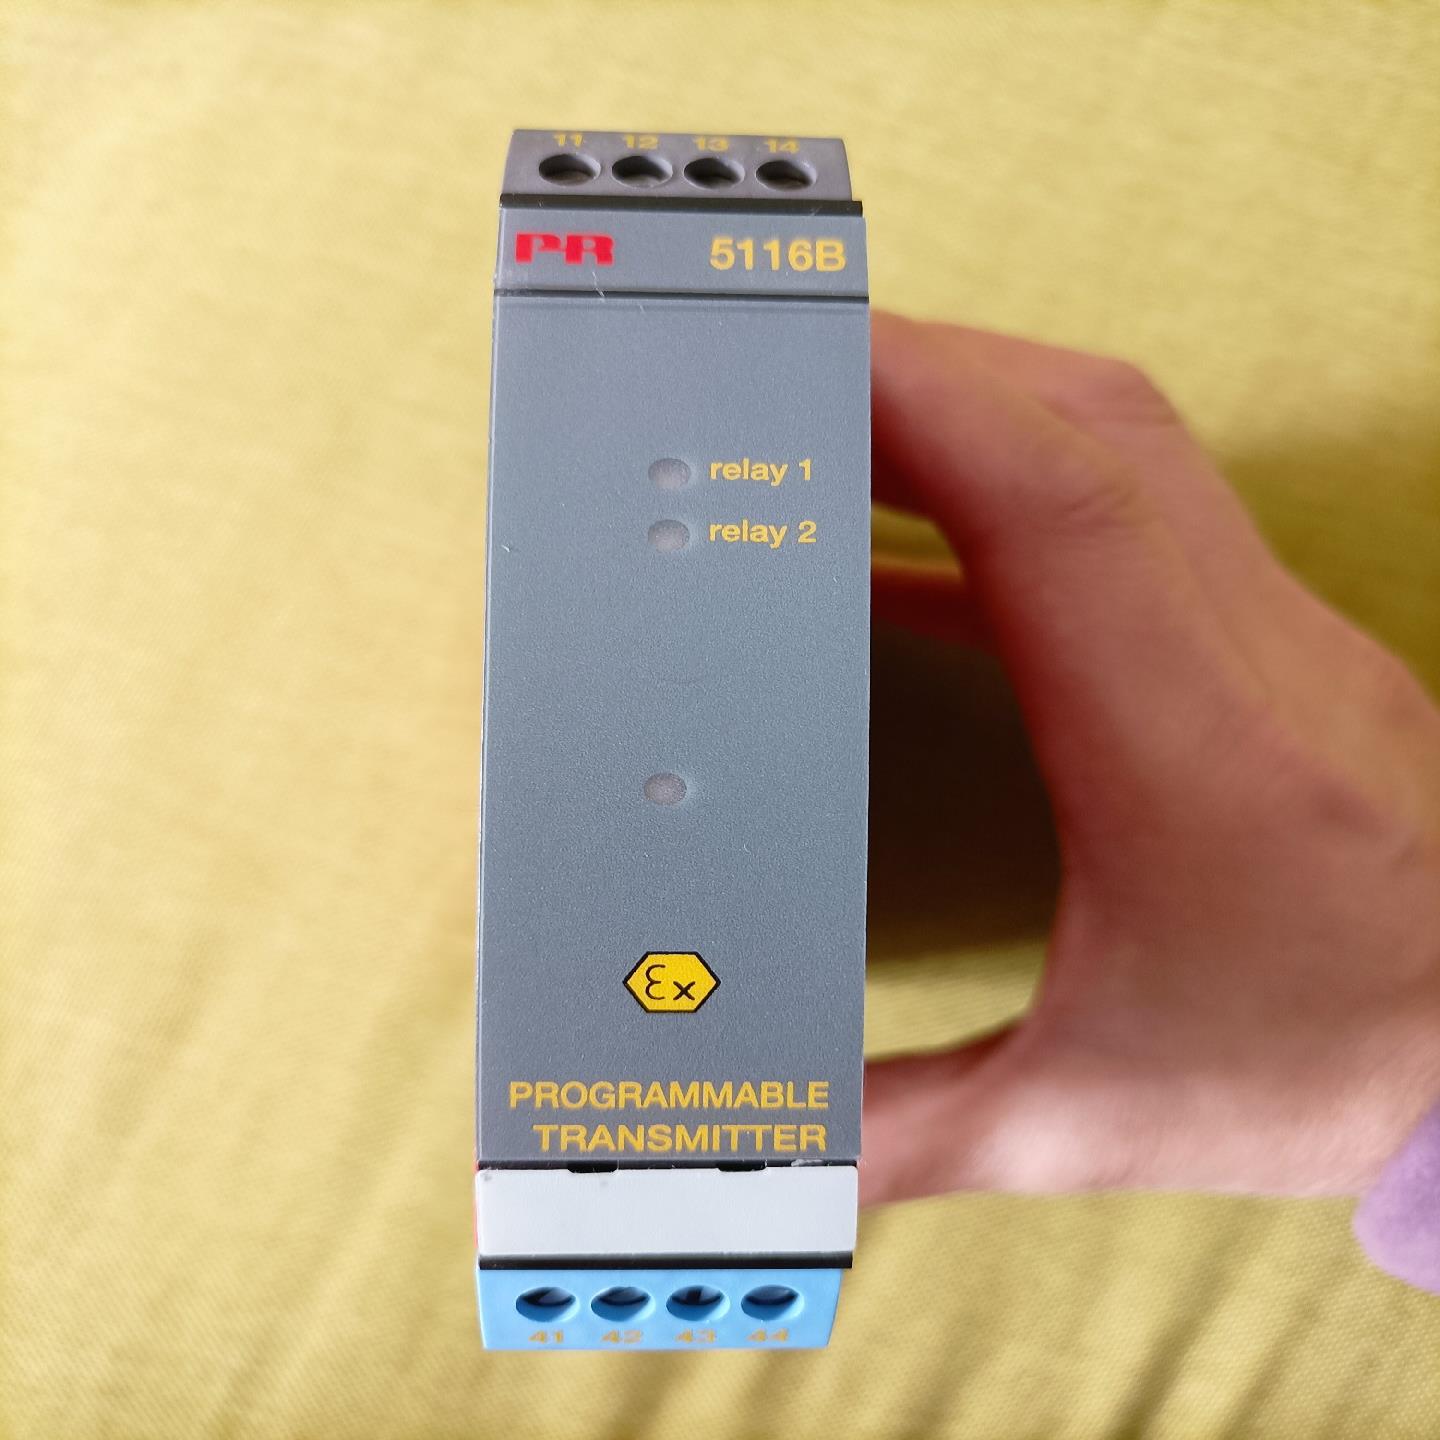 11 12 13 14
PR 5116B
relay 1
relay 2
Ex
PROGRAMMABLE
TRANSMITTER
41 42 43 44